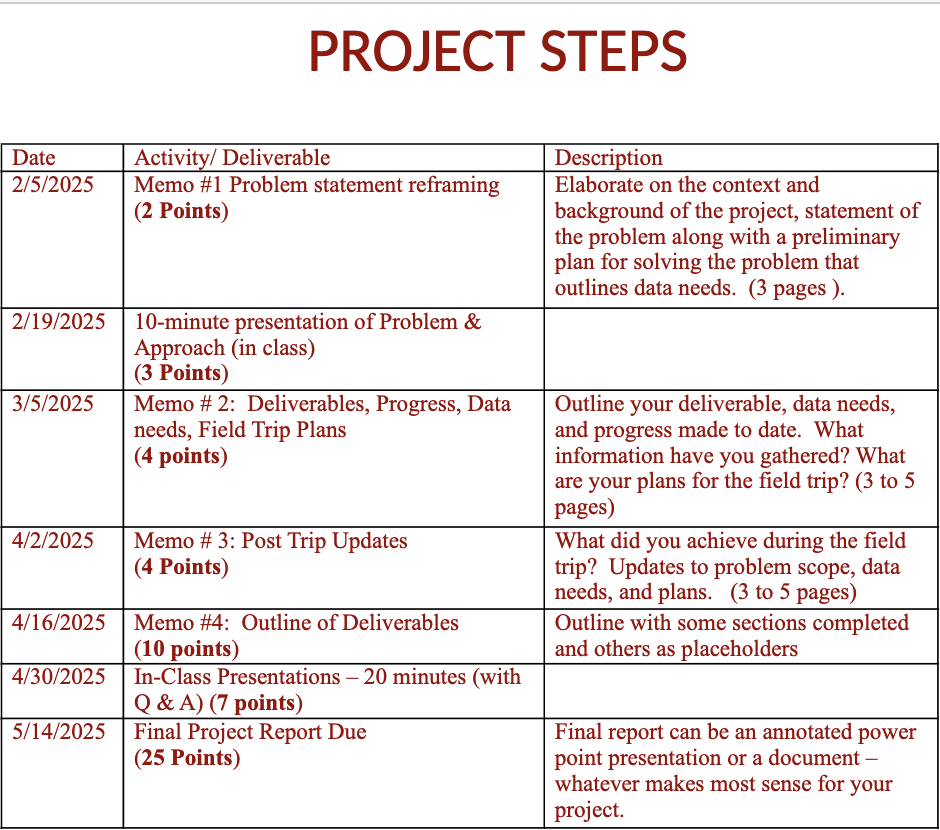 PROJECT STEPS
Date
Activity/ Deliverable
Description
2/5/2025
Memo #1 Problem statement reframing
(2 Points)
Elaborate on the context and
background of the project, statement of
the problem along with a preliminary
plan for solving the problem that
outlines data needs.  (3 pages ).
2/19/2025
10-minute presentation of Problem &
Approach (in class)
(3 Points)
3/5/2025
Memo # 2:  Deliverables, Progress, Data
needs, Field Trip Plans
(4 points)
Outline your deliverable, data needs,
and progress made to date.  What
information have you gathered? What
are your plans for the field trip? (3 to 5
pages)
4/2/2025
Memo # 3: Post Trip Updates
(4 Points)
What did you achieve during the field
trip?  Updates to problem scope, data
needs, and plans.   (3 to 5 pages)
4/16/2025
Memo #4:  Outline of Deliverables
(10 points)
Outline with some sections completed
and others as placeholders
4/30/2025
In-Class Presentations – 20 minutes (with
Q & A) (7 points)
5/14/2025
Final Project Report Due
(25 Points)
Final report can be an annotated power
point presentation or a document –
whatever makes most sense for your
project.